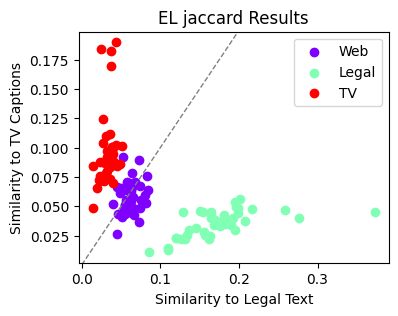 EL jaccard Results
Web
Legal
TV
Similarity to TV Captions
0.175
0.150
0.125
0.100
0.075
0.050
0.025
0.0
0.1
0.2
0.3
Similarity to Legal Text